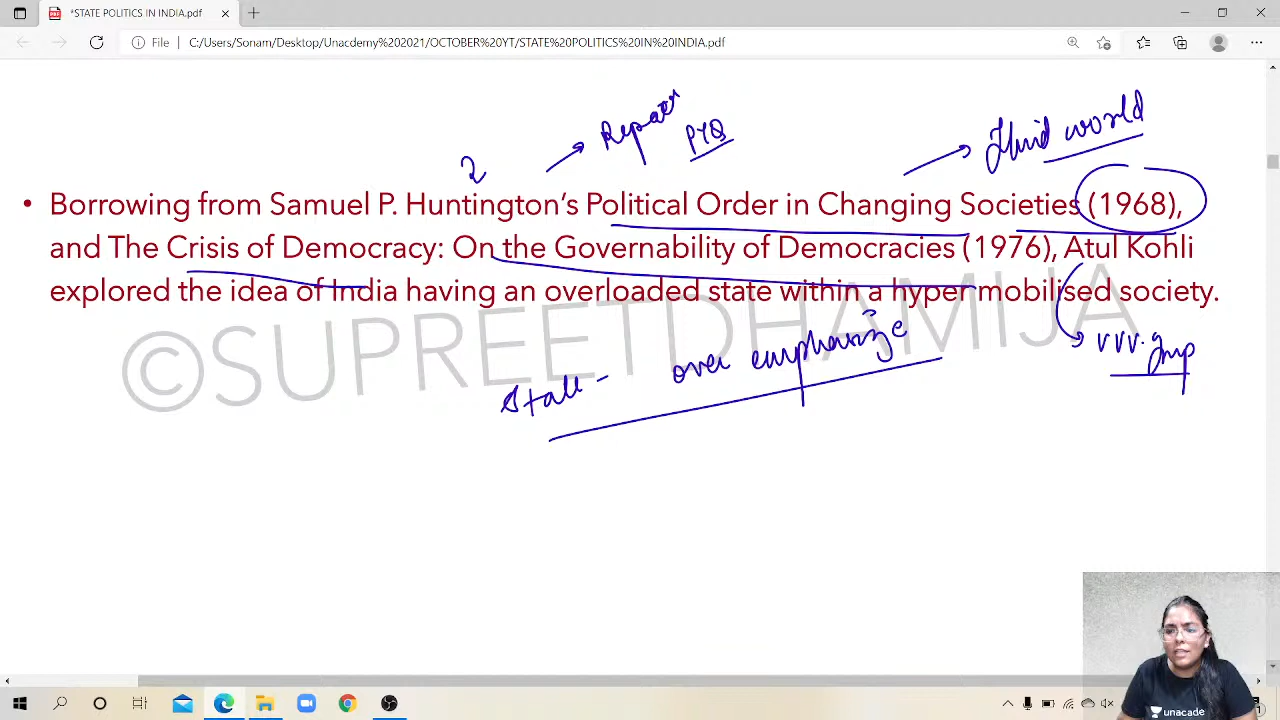 *STATE POLITICS IN INDIA.pdf
File C:/Users/Sonam/Desktop/Unacdemy%202021/OCTOBER%20YT/STATE%20POLITICS%20IN%20INDIA.pdf
Third world
Repeat
PYQ
2
• Borrowing from Samuel P. Huntington's Political Order in Changing Societies (1968),
and The Crisis of Democracy: On the Governability of Democracies (1976), Atul Kohli
explored the idea of India having an overloaded state within a hyper mobilised society.
©SUPREETDHAMIJA
vvv. Imp
State - over emphasize
unacade